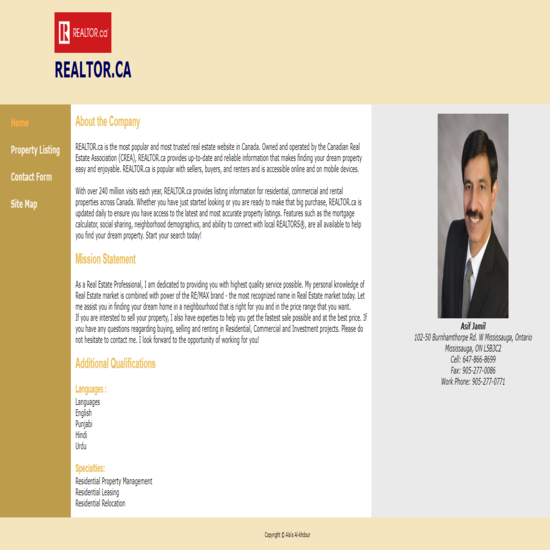 REALTOR.ca
REALTOR.CA
Home
Property Listing
Contact Form
Site Map
About the Company
REALTOR.ca is the most popular and most trusted real estate website in Canada. Owned and operated by the Canadian Real
Estate Association (CREA), REALTOR.ca provides up-to-date and reliable information that makes finding your dream property
easy and enjoyable. REALTOR.ca is popular with sellers, buyers, and renters and is accessible online and on mobile devices.
With over 240 million visits each year, REALTOR.ca provides listing information for residential, commercial and rental
properties across Canada. Whether you have just started looking or you are ready to make that big purchase, REALTOR.ca is
updated daily to ensure you have access to the latest and most accurate property listings. Features such as the mortgage
calculator, social sharing, neighborhood demographics, and ability to connect with local REALTORS®, are all available to help
you find your dream property. Start your search today!
Mission Statement
As a Real Estate Professional, I am dedicated to providing you with highest quality service possible. My personal knowledge of
Real Estate market is combined with power of the RE/MAX brand - the most recognized name in Real Estate market today. Let
me assist you in finding your dream home in a neighbourhood that is right for you and in the price range that you want.
If you are intersted to sell your property, I also have experties to help you get the fastest sale possible and at the best price. If
you have any questions reagarding buying, selling and renting in Residential, Commercial and Investment projects. Please do
not hesitate to contact me. I look forward to the opportunity of working for you!
Additional Qualifications
Languages :
Languages
English
Punjabi
Hindi
Urdu
Specialties:
Residential Property Management
Residential Leasing
Residential Relocation
Asif Jamil
102-50 Burnhamthorpe Rd. W Mississauga, Ontario
Mississauga, ON L5B3C2
Cell: 647-866-8699
Fax: 905-277-0086
Work Phone: 905-277-0771
Copyright © Ala'a Al-khdour